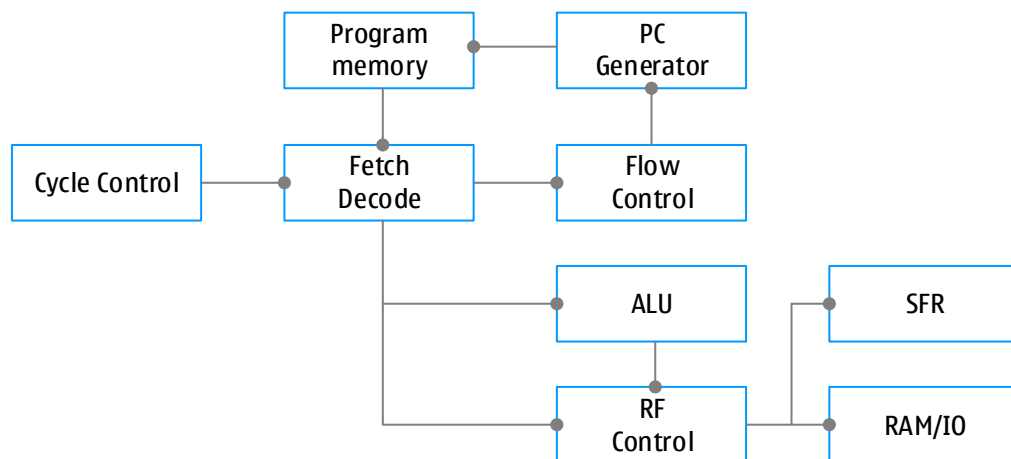 Program
memory
PC
Generator
Cycle Control
Fetch
Decode
Flow
Control
ALU
SFR
RF
Control
RAM/IO